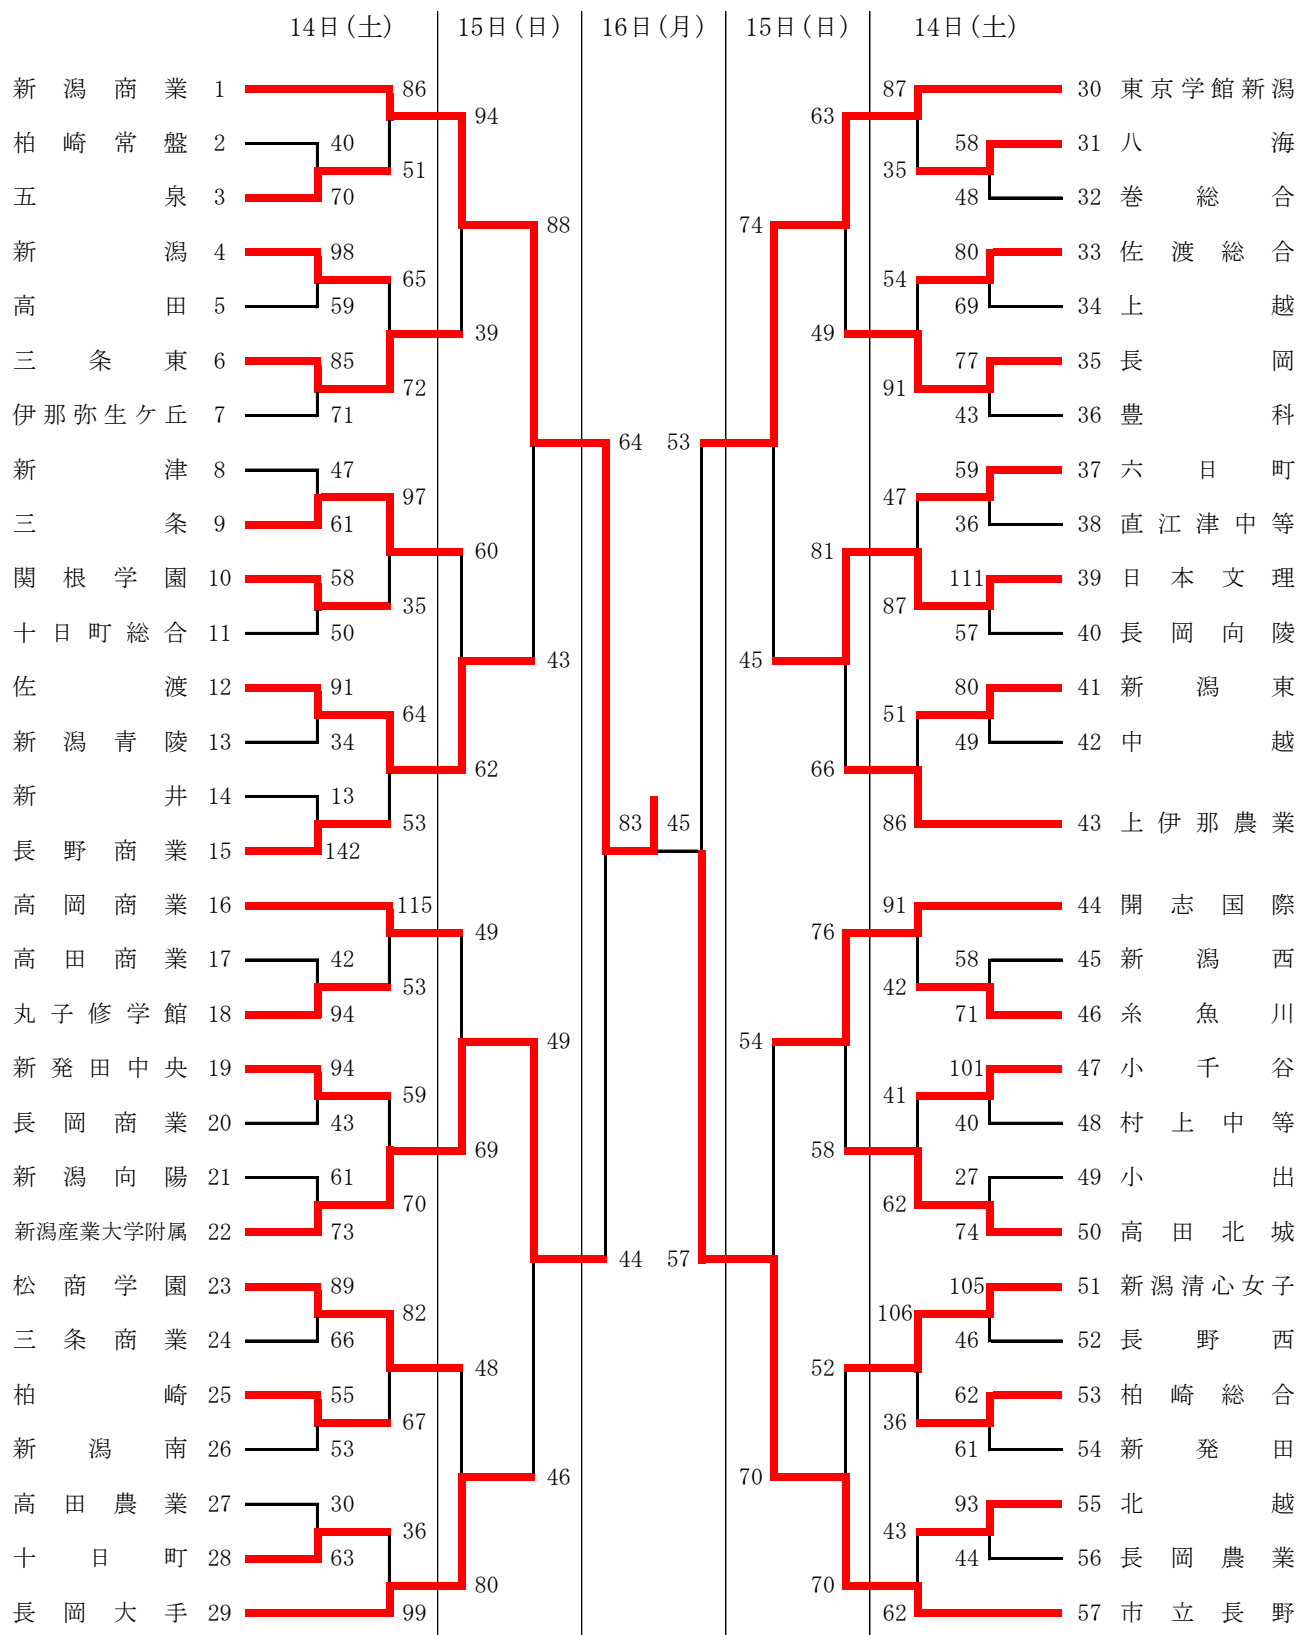 14日(土) 15日(日) 16日(月) 15日(日) 14日(土)
新潟商業 1 86 87 30 東京学館新潟
94 63
柏崎常盤 2 40 58 31 八海
51 35
五泉 3 70 48 32 巻総合
88 74
新潟 4 98 80 33 佐渡総合
65 54
高田 5 59 69 34 上越
39 49
三条東 6 85 77 35 長岡
72 91
伊那弥生ケ丘 7 71 43 36 豊科
64 53
新津 8 47 59 37 六日町
97 47
三条 9 61 36 38 直江津中等
60 81
関根学園 10 58 111 39 日本文理
35 87
十日町総合 11 50 57 40 長岡向陵
43 45
佐渡 12 91 80 41 新潟東
64 51
新潟青陵 13 34 49 42 中越
62 66
新井 14 13
53 83 45 86 43 上伊那農業
長野商業 15 142
高岡商業 16 115 91 44 開志国際
49 76
高田商業 17 42 58 45 新潟西
53 42
丸子修学館 18 94 71 46 糸魚川
49 54
新発田中央 19 94 101 47 小千谷
59 41
長岡商業 20 43 40 48 村上中等
69 58
新潟向陽 21 61 27 49 小出
70 62
新潟産業大学附属 22 73 74 50 高田北城
44 57
松商学園 23 89 105 51 新潟清心女子
82 106
三条商業 24 66 46 52 長野西
48 52
柏崎 25 55 62 53 柏崎総合
67 36
新潟南 26 53 61 54 新発田
46 70
高田農業 27 30 93 55 北越
36 43
十日町 28 63 44 56 長岡農業
80 70
長岡大手 29 99 62 57 市立長野